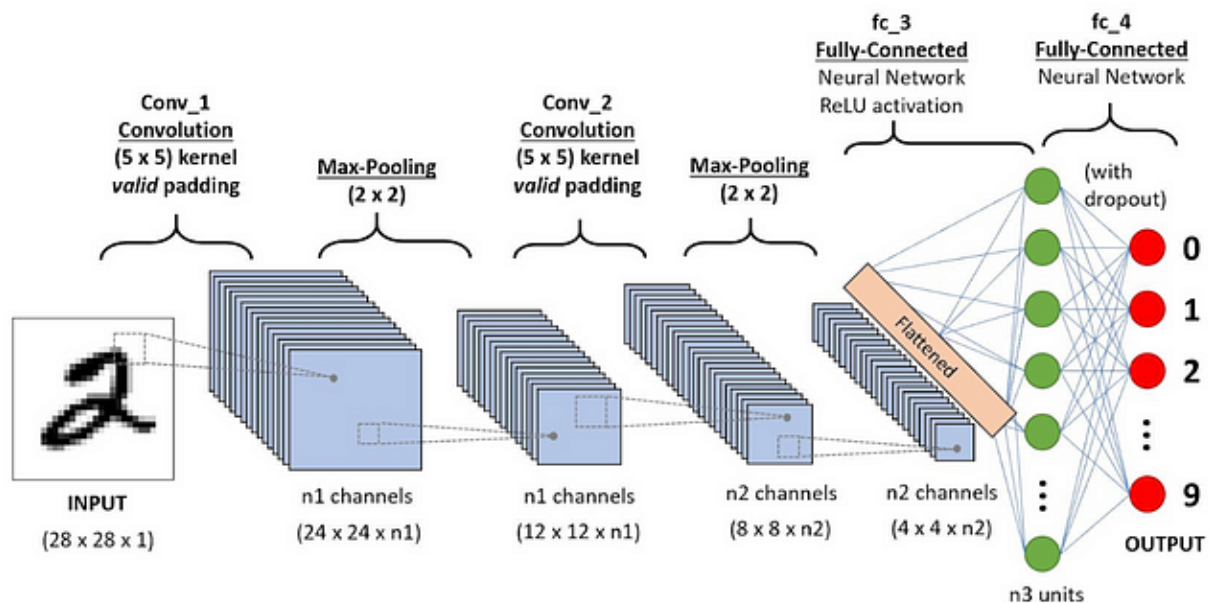 fc_3
Fully-Connected
Neural Network
ReLU activation
fc_4
Fully-Connected
Neural Network
Conv_1
Convolution
(5 x 5) kernel
valid padding
Max-Pooling
(2 x 2)
Conv_2
Convolution
(5 x 5) kernel
valid padding
Max-Pooling
(2 x 2)
(with
dropout)
Flattened
0
1
2
9
INPUT
(28 x 28 x 1)
n1 channels
(24 x 24 x n1)
n1 channels
(12 x 12 x n1)
n2 channels
(8 x 8 x n2)
n2 channels
(4 x 4 x n2)
OUTPUT
n3 units
2